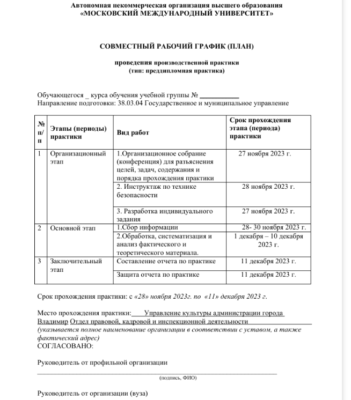 Автономная некоммерческая организация высшего образования
«МОСКОВСКИЙ МЕЖДУНАРОДНЫЙ УНИВЕРСИТЕТ»
СОВМЕСТНЫЙ РАБОЧИЙ ГРАФИК (ПЛАН)
проведения производственной практики
(тип: преддипломная практика)
Обучающегося _ курса обучения учебной группы № __________
Направление подготовки: 38.03.04 Государственное и муниципальное управление
№ п/п
Этапы (периоды) практики
Вид работ
Срок прохождения этапа (периода) практики
1
Организационный этап
1.Организационное собрание
(конференция) для разъяснения
целей, задач, содержания и
порядка прохождения практики
27 ноября 2023 г.
2. Инструктаж по технике
безопасности
28 ноября 2023 г.
3. Разработка индивидуального
задания
27 ноября 2023 г.
2
Основной этап
1.Сбор информации
28- 30 ноября 2023 г.
2.Обработка, систематизация и
анализ фактического и
теоретического материала.
1 декабря – 10 декабря
2023 г.
3
Заключительный этап
Составление отчета по практике
11 декабря 2023 г.
Защита отчета по практике
11 декабря 2023 г.
Срок прохождения практики: с «28» ноября 2023г. по «11» декабря 2023 г.
Место прохождения практики: Управление культуры администрации города
Владимир Отдел правовой, кадровой и инспекционной деятельности
(указывается полное наименование организации в соответствии с уставом, а также
фактический адрес)
СОГЛАСОВАНО:
Руководитель от профильной организации
(подпись, ФИО)
Руководитель от организации (вуза)